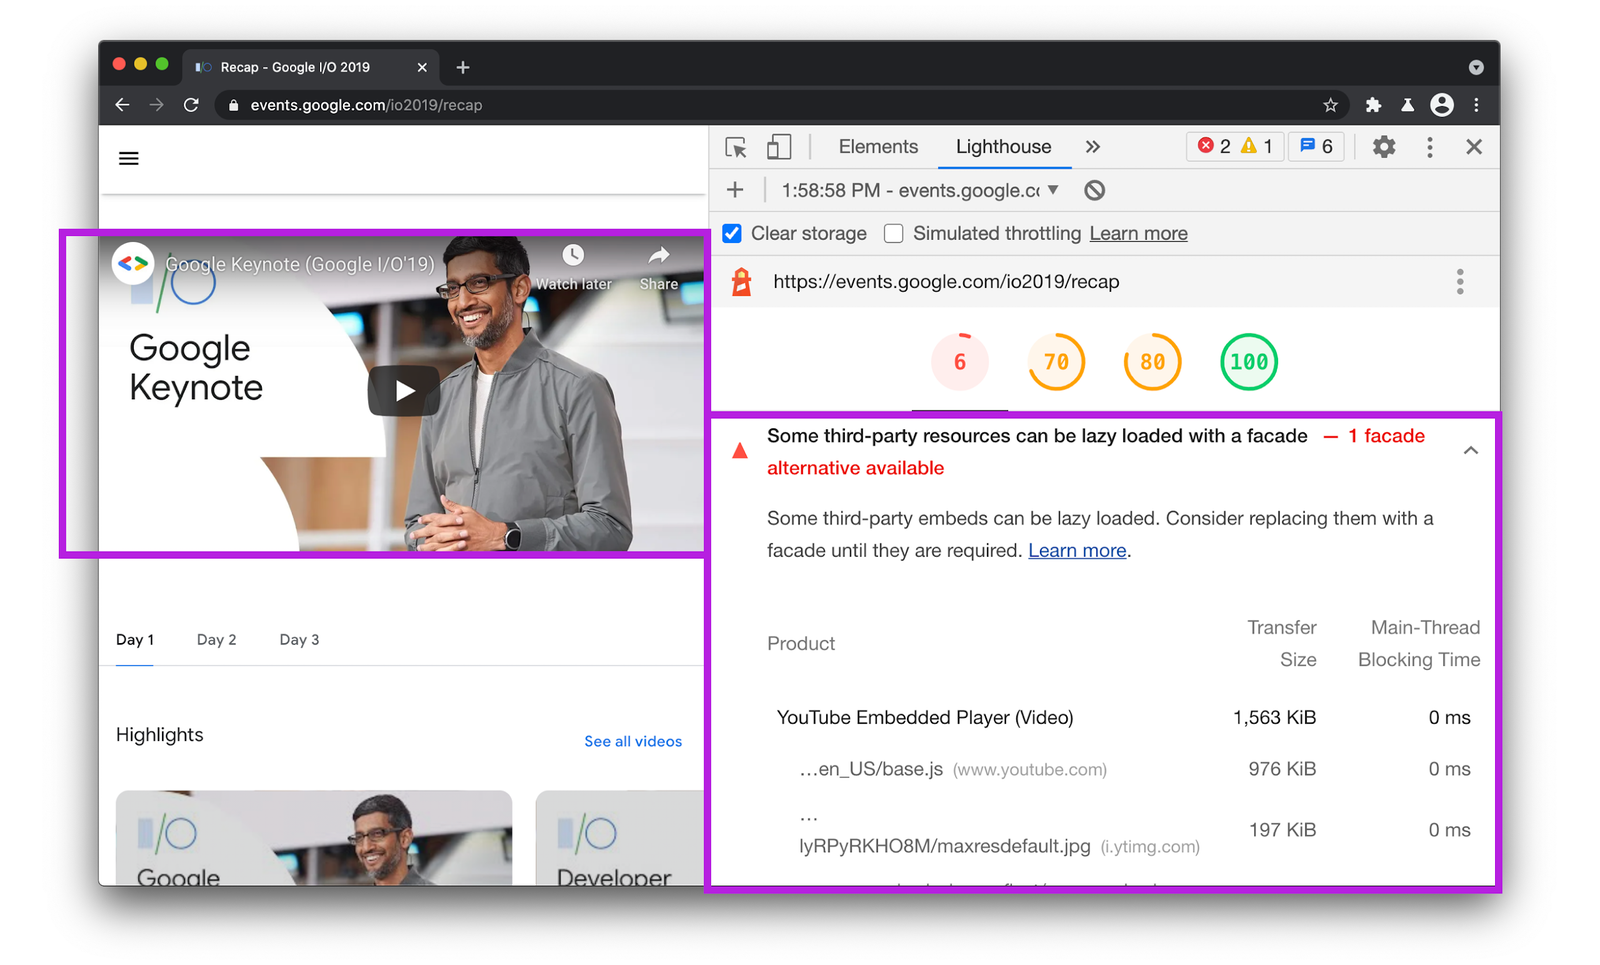 Recap - Google I/O 2019
events.google.com/io2019/recap
Google Keynote (Google I/O'19)
Watch later
Share
I/O
Google
Keynote
Day 1 Day 2 Day 3
Highlights
See all videos
I/O
Google
I/O
Developer
Elements Lighthouse » 2 1 6
1:58:58 PM - events.google.co
Clear storage Simulated throttling Learn more
https://events.google.com/io2019/recap
6 70 80 100
Some third-party resources can be lazy loaded with a facade — 1 facade
alternative available
Some third-party embeds can be lazy loaded. Consider replacing them with a
facade until they are required. Learn more.
Product
Transfer
Size
Main-Thread
Blocking Time
YouTube Embedded Player (Video) 1,563 KiB 0 ms
…en_US/base.js (www.youtube.com) 976 KiB 0 ms
…
lyRPyRKHO8M/maxresdefault.jpg (i.ytimg.com) 197 KiB 0 ms